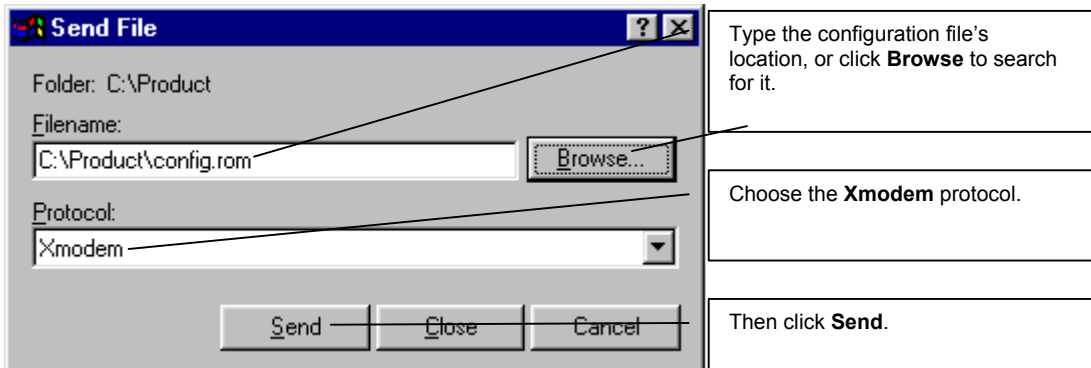 Send File
Folder: C:\Product
Filename:
C:\Product\config.rom
Browse...
Protocol:
Xmodem
Send
Close
Cancel
Type the configuration file's
location, or click Browse to search
for it.
Choose the Xmodem protocol.
Then click Send.